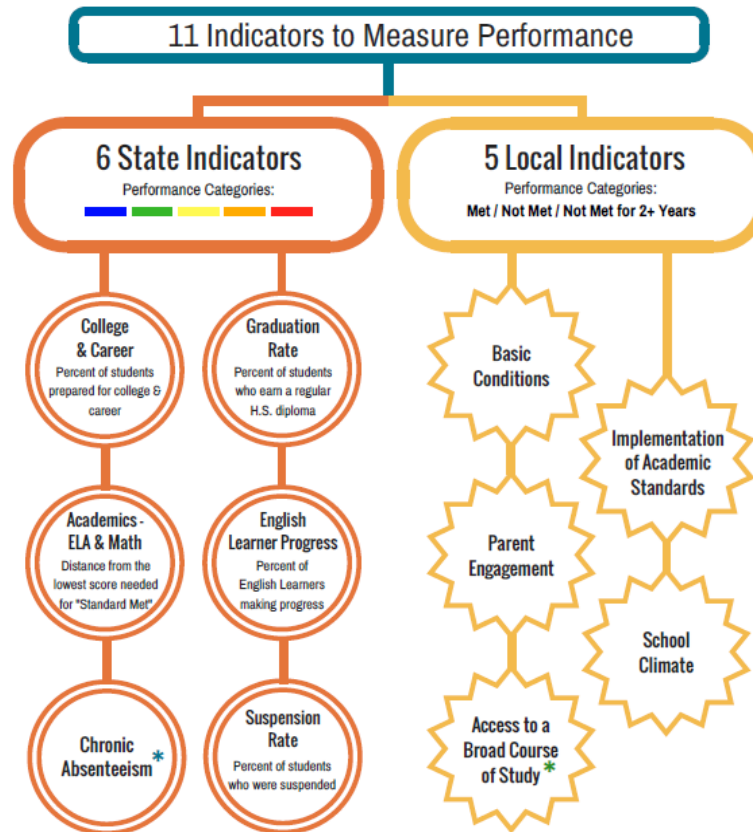 11 Indicators to Measure Performance
6 State Indicators
Performance Categories:
5 Local Indicators
Performance Categories:
Met / Not Met / Not Met for 2+ Years
College
& Career
Percent of students
prepared for college &
career
Graduation
Rate
Percent of students
who earn a regular
H.S. diploma
Academics -
ELA & Math
Distance from the
lowest score needed
for "Standard Met"
English
Learner Progress
Percent of
English Learners
making progress
Chronic
Absenteeism*
Suspension
Rate
Percent of students
who were suspended
Basic
Conditions
Implementation
of Academic
Standards
Parent
Engagement
School
Climate
Access to a
Broad Course
of Study*